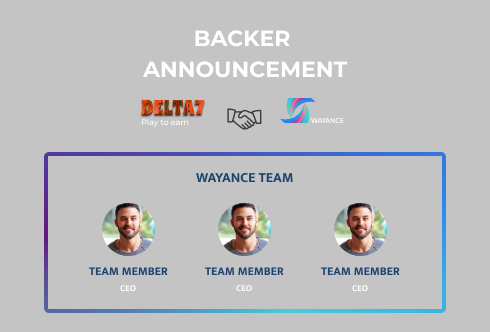 BACKER
ANNOUNCEMENT
DELTA7
Play to earn
WAYANCE
WAYANCE TEAM
TEAM MEMBER
TEAM MEMBER
TEAM MEMBER
CEO
CEO
CEO